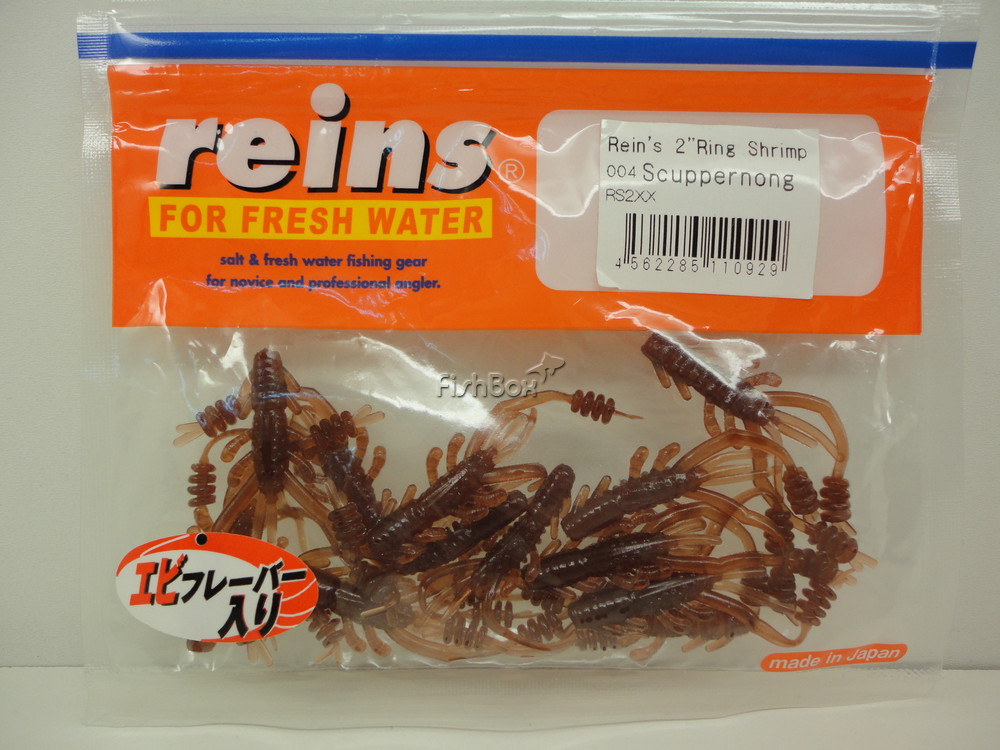 reins®
FOR FRESH WATER
salt & fresh water fishing gear
for novice and professional angler.
Rein's 2"Ring Shrimp
004 Scuppernong
RS2XX
4 562285 110929
FishBox
エビフレーバー
入り
made in Japan